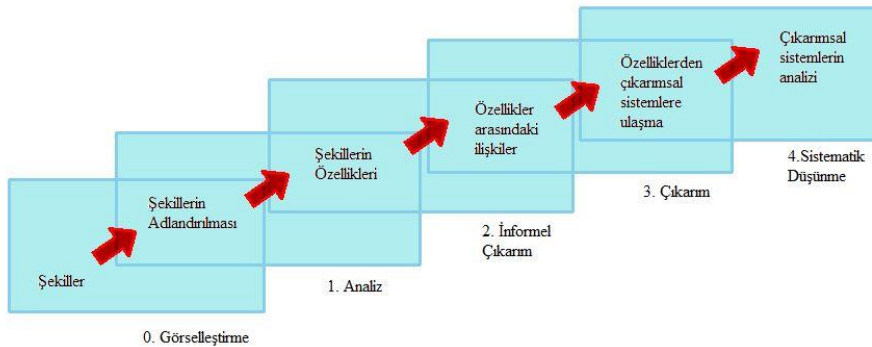 Şekiller
Şekillerin
Adlandırılması
Şekillerin
Özellikleri
Özellikler
arasındaki
ilişkiler
Özelliklerden
çıkarımsal
sistemlere
ulaşma
Çıkarımsal
sistemlerin
analizi
0. Görselleştirme
1. Analiz
2. İnformel
Çıkarım
3. Çıkarım
4.Sistematik
Düşünme